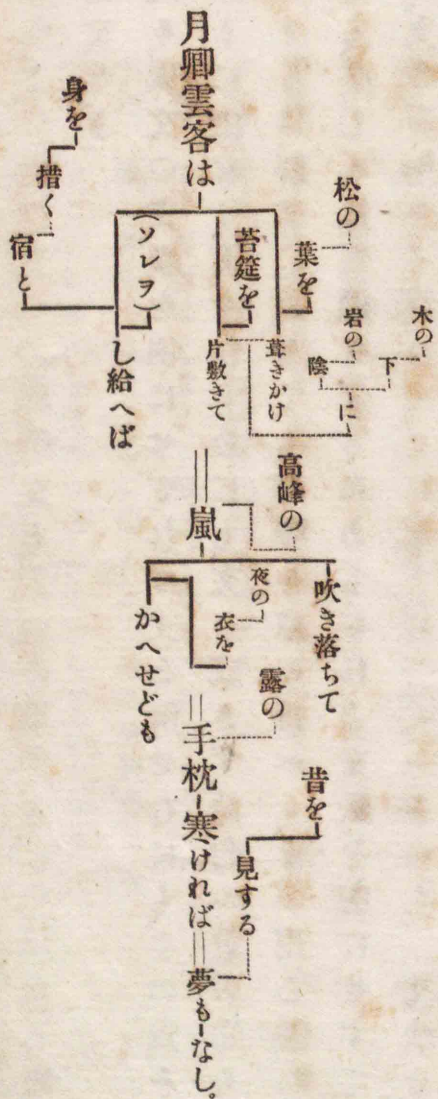 月卿雲客は
木の
下
岩の
陰
に
松の
葉を
葺きかけ
苔筵を
片敷きて
(ソレヲ)
身を
措く
宿と
し給へば
高峰の
嵐
吹き落ちて
夜の
衣を
かへせども
露の
手枕
寒ければ
昔を
見する
夢も
なし。